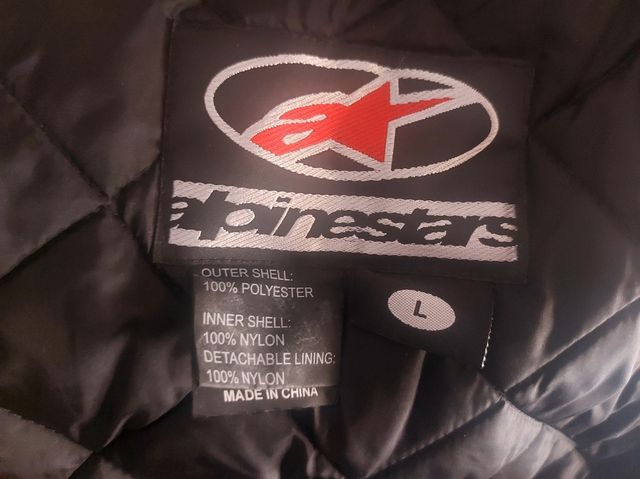 a
alpinestars
OUTER SHELL:
100% POLYESTER
INNER SHELL:
100% NYLON
DETACHABLE LINING:
100% NYLON
MADE IN CHINA
L